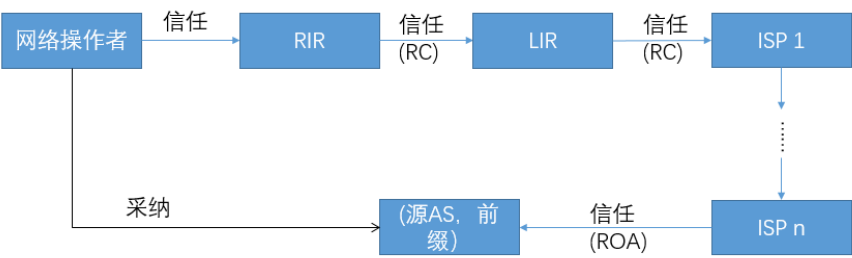 网络操作者
信任
RIR
信任
(RC)
LIR
信任
(RC)
ISP 1
……
采纳
(源AS，前
缀）
信任
(ROA)
ISP n